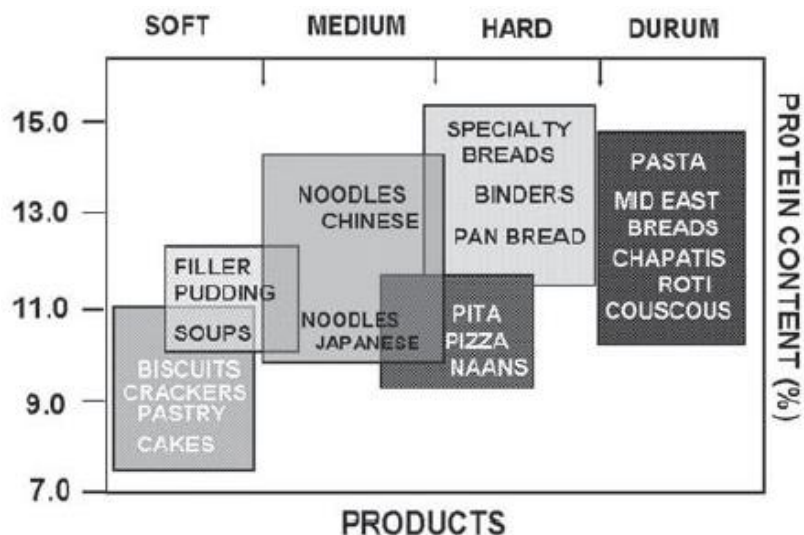 SOFT MEDIUM HARD DURUM
15.0
13.0
11.0
9.0
7.0
FILLER
PUDDING
SOUPS
BISCUITS
CRACKERS
PASTRY
CAKES
NOODLES
CHINESE
NOODLES
JAPANESE
SPECIALTY
BREADS
BINDERS
PAN BREAD
PITA
PIZZA
NAANS
PASTA
MID EAST
BREADS
CHAPATIS
ROTI
COUSCOUS
PR0TEIN CONTENT (%)
PRODUCTS